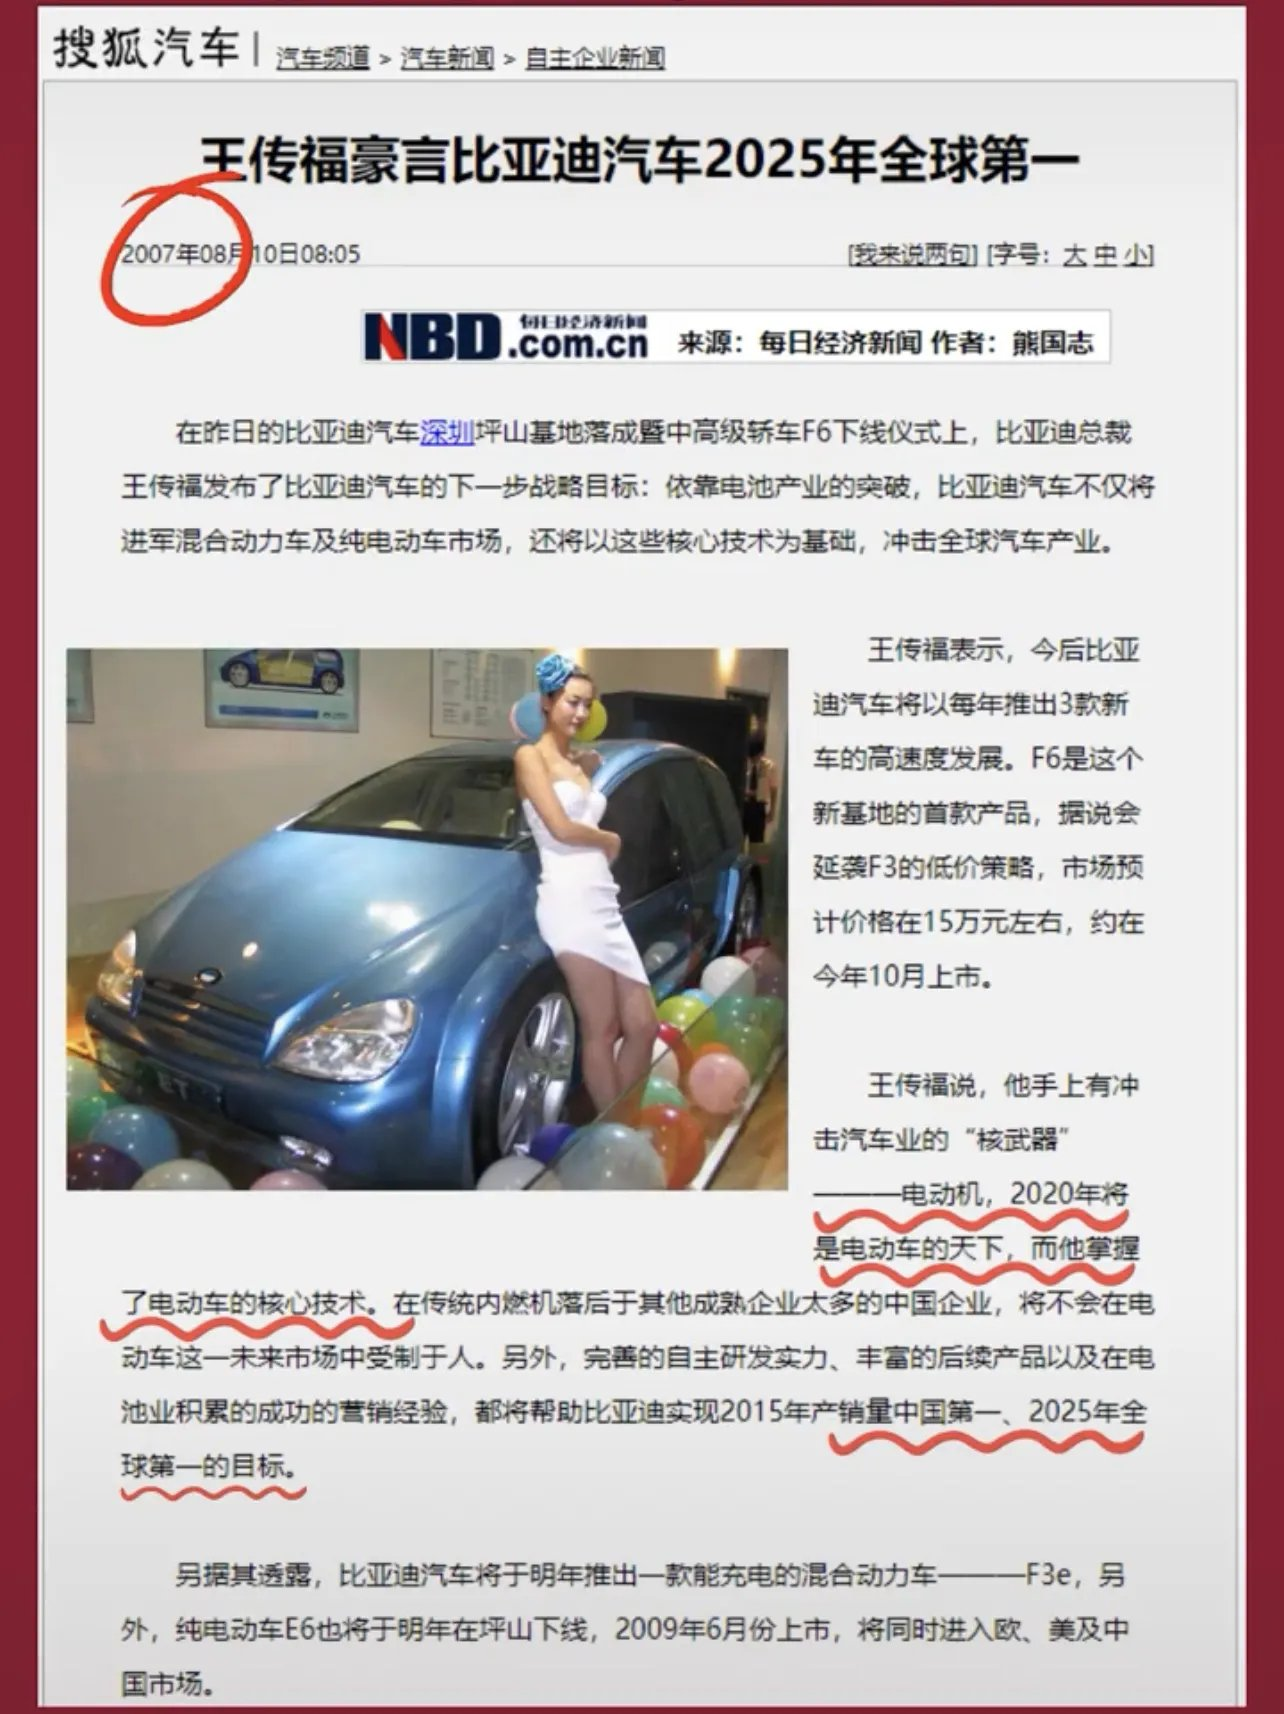 搜狐汽车 | 汽车频道 > 汽车新闻 > 自主企业新闻
王传福豪言比亚迪汽车2025年全球第一
2007年08月10日08:05 [我来说两句] [字号：大 中 小]
NBD 每日经济新闻 .com.cn 来源：每日经济新闻 作者：熊国志
在昨日的比亚迪汽车深圳坪山基地落成暨中高级轿车F6下线仪式上，比亚迪总裁
王传福发布了比亚迪汽车的下一步战略目标：依靠电池产业的突破，比亚迪汽车不仅将
进军混合动力车及纯电动车市场，还将以这些核心技术为基础，冲击全球汽车产业。
王传福表示，今后比亚
迪汽车将以每年推出3款新
车的高速度发展。F6是这个
新基地的首款产品，据说会
延袭F3的低价策略，市场预
计价格在15万元左右，约在
今年10月上市。
王传福说，他手上有冲
击汽车业的“核武器”
———电动机，2020年将
是电动车的天下，而他掌握
了电动车的核心技术。在传统内燃机落后于其他成熟企业太多的中国企业，将不会在电
动车这一未来市场中受制于人。另外，完善的自主研发实力、丰富的后续产品以及在电
池业积累的成功的营销经验，都将帮助比亚迪实现2015年产销量中国第一、2025年全
球第一的目标。
另据其透露，比亚迪汽车将于明年推出一款能充电的混合动力车———F3e，另
外，纯电动车E6也将于明年在坪山下线，2009年6月份上市，将同时进入欧、美及中
国市场。